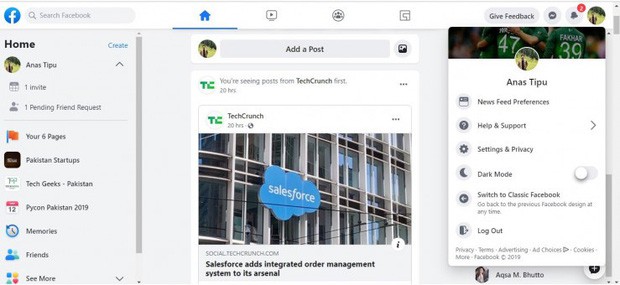 Search Facebook
Give Feedback
2
Home
Create
Anas Tipu
1 invite
1 Pending Friend Request
Your 6 Pages
Pakistan Startups
Tech Geeks - Pakistan
12
Pycon Pakistan 2019
Memories
Friends
See More
Add a Post
You're seeing posts from TechCrunch first.
20 hrs
TechCrunch
20 hrs
salesforce
SOCIAL.TECHCRUNCH.COM
Salesforce adds integrated order management
system to its arsenal
FAKHAR
34
39
Anas Tipu
News Feed Preferences
Help & Support
Settings & Privacy
Dark Mode
Switch to Classic Facebook
Go back to the previous Facebook design at
any time.
Log Out
Privacy · Terms · Advertising · Ad Choices · Cookies ·
More · Facebook © 2019
Aqsa M. Bhutto